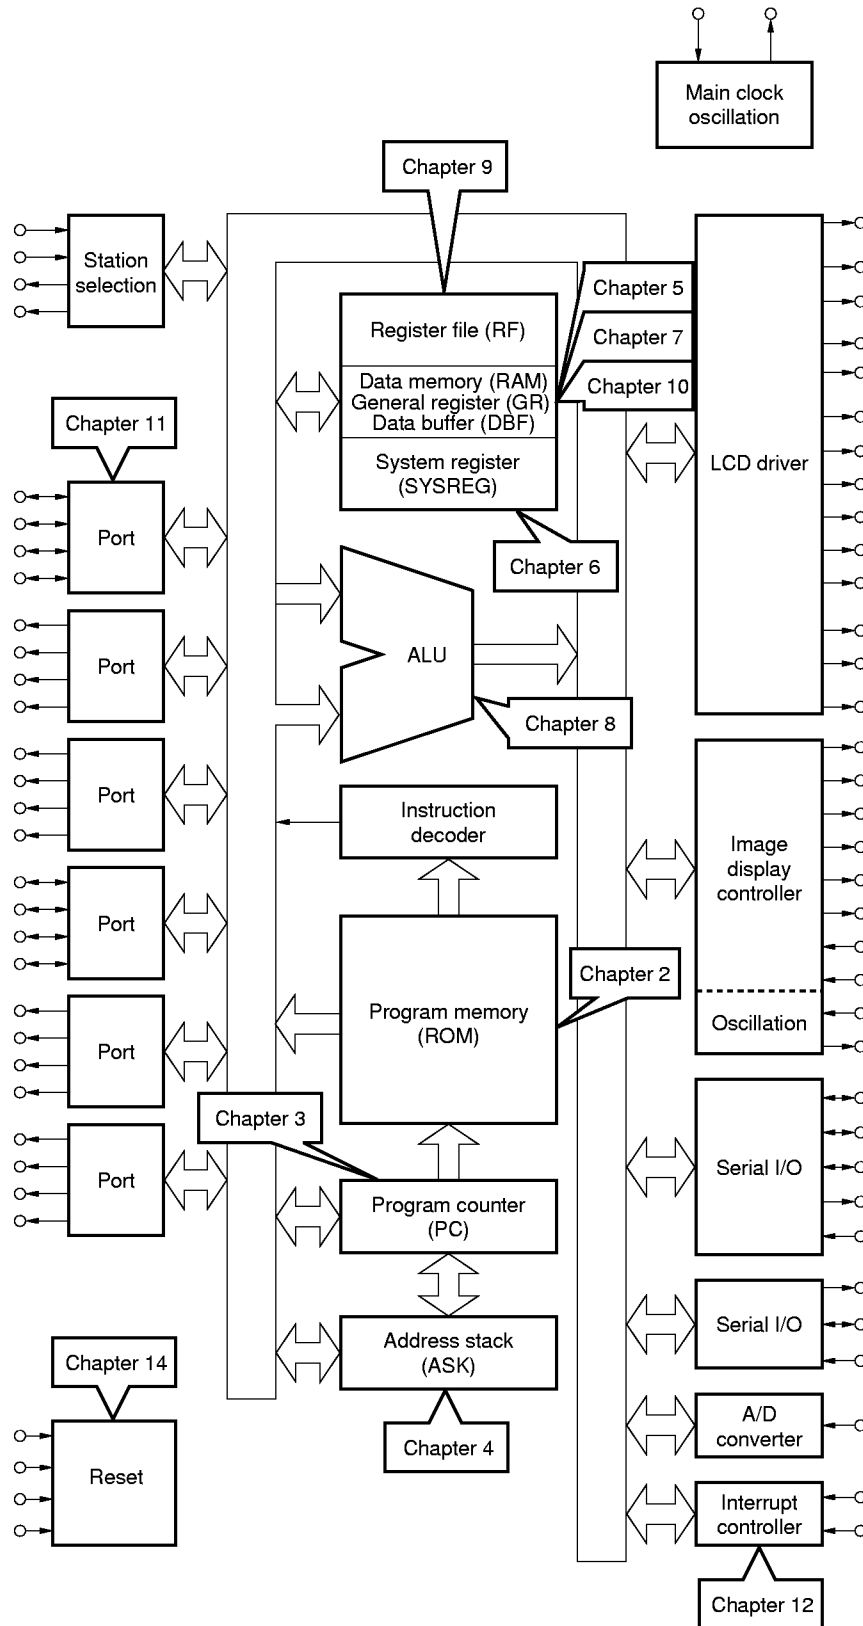 Main clock
oscillation
Chapter 9
Station
selection
Chapter 5
Register file (RF)
Chapter 7
Data memory (RAM)
General register (GR)
Data buffer (DBF)
Chapter 10
Chapter 11
System register
(SYSREG)
LCD driver
Port
Chapter 6
Port
ALU
Chapter 8
Port
Instruction
decoder
Image
display
controller
Port
Chapter 2
Program memory
(ROM)
Oscillation
Port
Chapter 3
Port
Serial I/O
Program counter
(PC)
Serial I/O
Address stack
(ASK)
Chapter 14
A/D
converter
Chapter 4
Reset
Interrupt
controller
Chapter 12